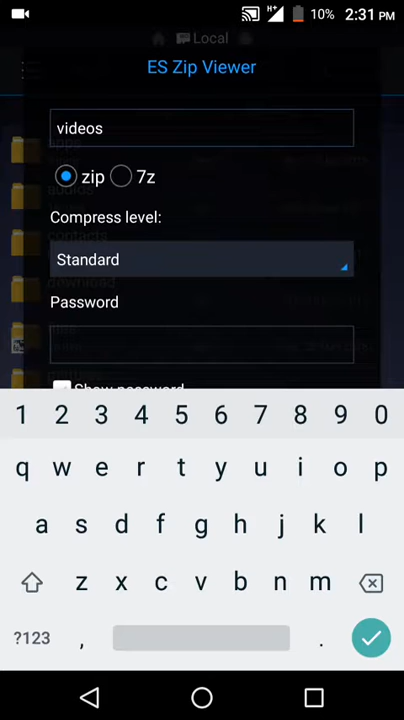 10% 2:31 PM
Local
ES Zip Viewer
videos
zip 7z
Compress level:
Standard
Password
Show password
1 2 3 4 5 6 7 8 9 0
q w e r t y u i o p
a s d f g h j k l
z x c v b n m
?123 , .